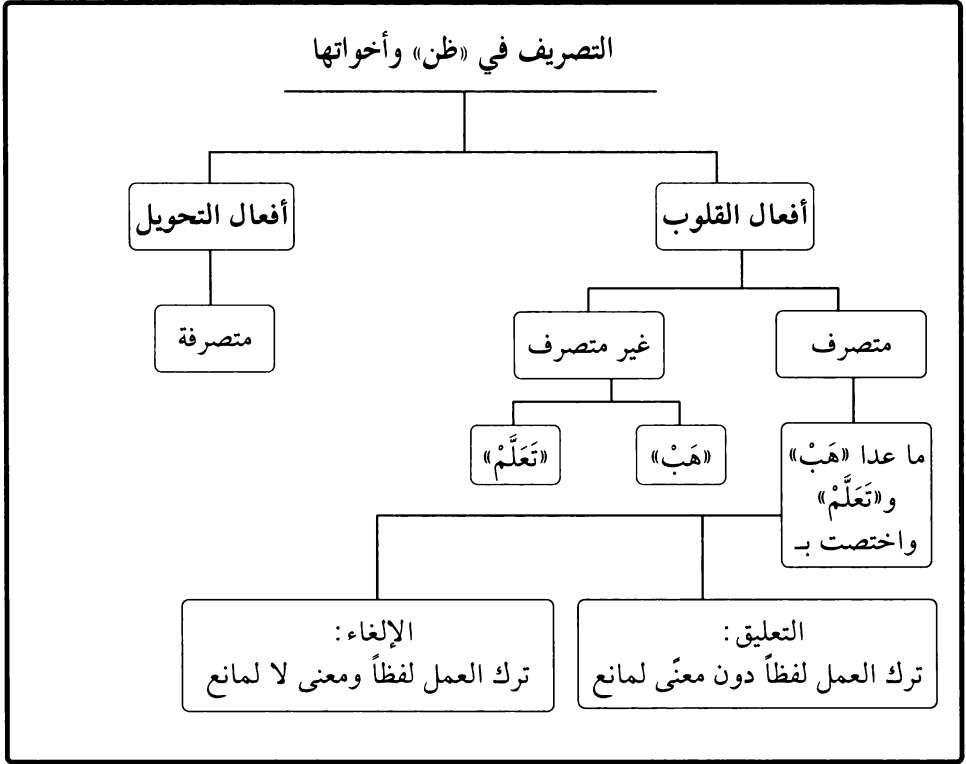 التصريف في «ظن» وأخواتها
أفعال القلوب
أفعال التحويل
متصرف
غير متصرف
متصرفة
ما عدا «هَبْ»
و«تَعَلَّمْ»
واختصت بـ
«هَبْ»
«تَعَلَّمْ»
التعليق:
ترك العمل لفظاً دون معنًى لمانع
الإلغاء:
ترك العمل لفظاً ومعنى لا لمانع